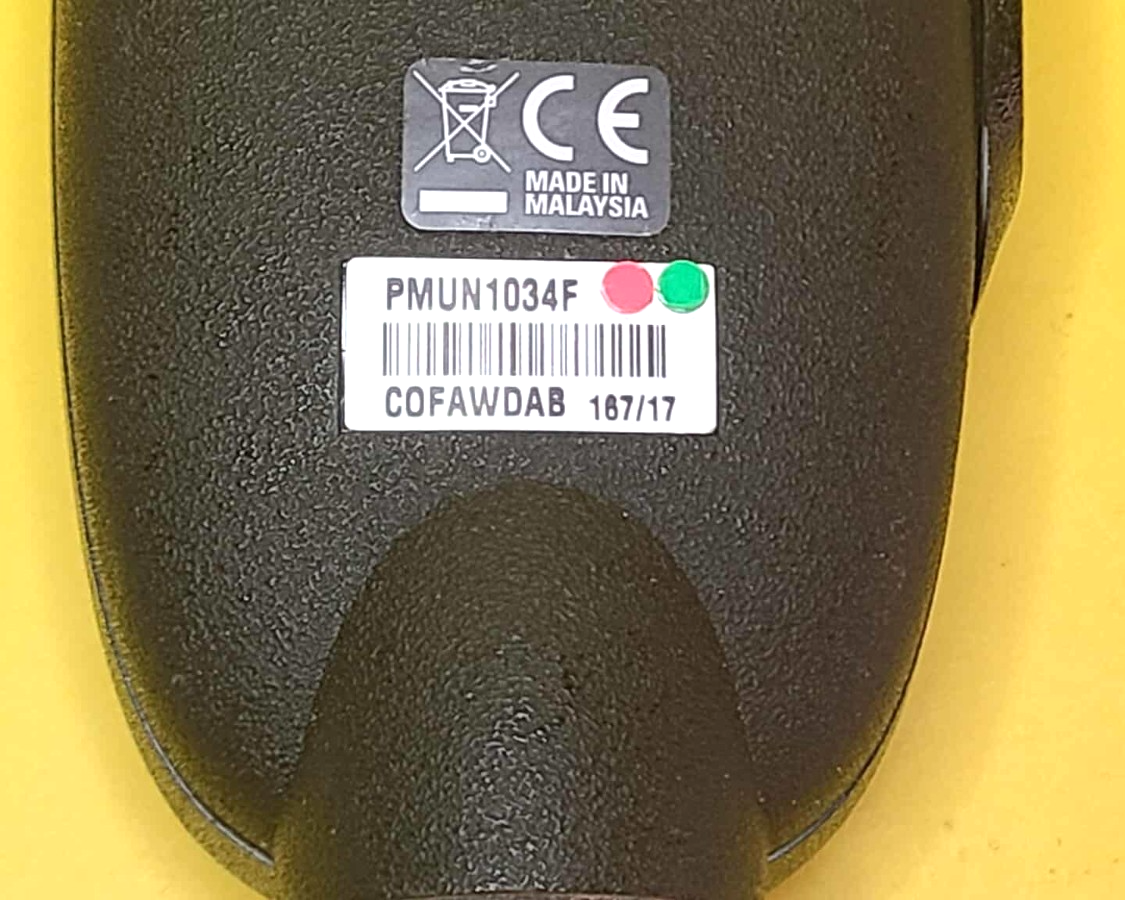 CE
MADE IN
MALAYSIA
PMUN1034F
COFAWDAB 167/17